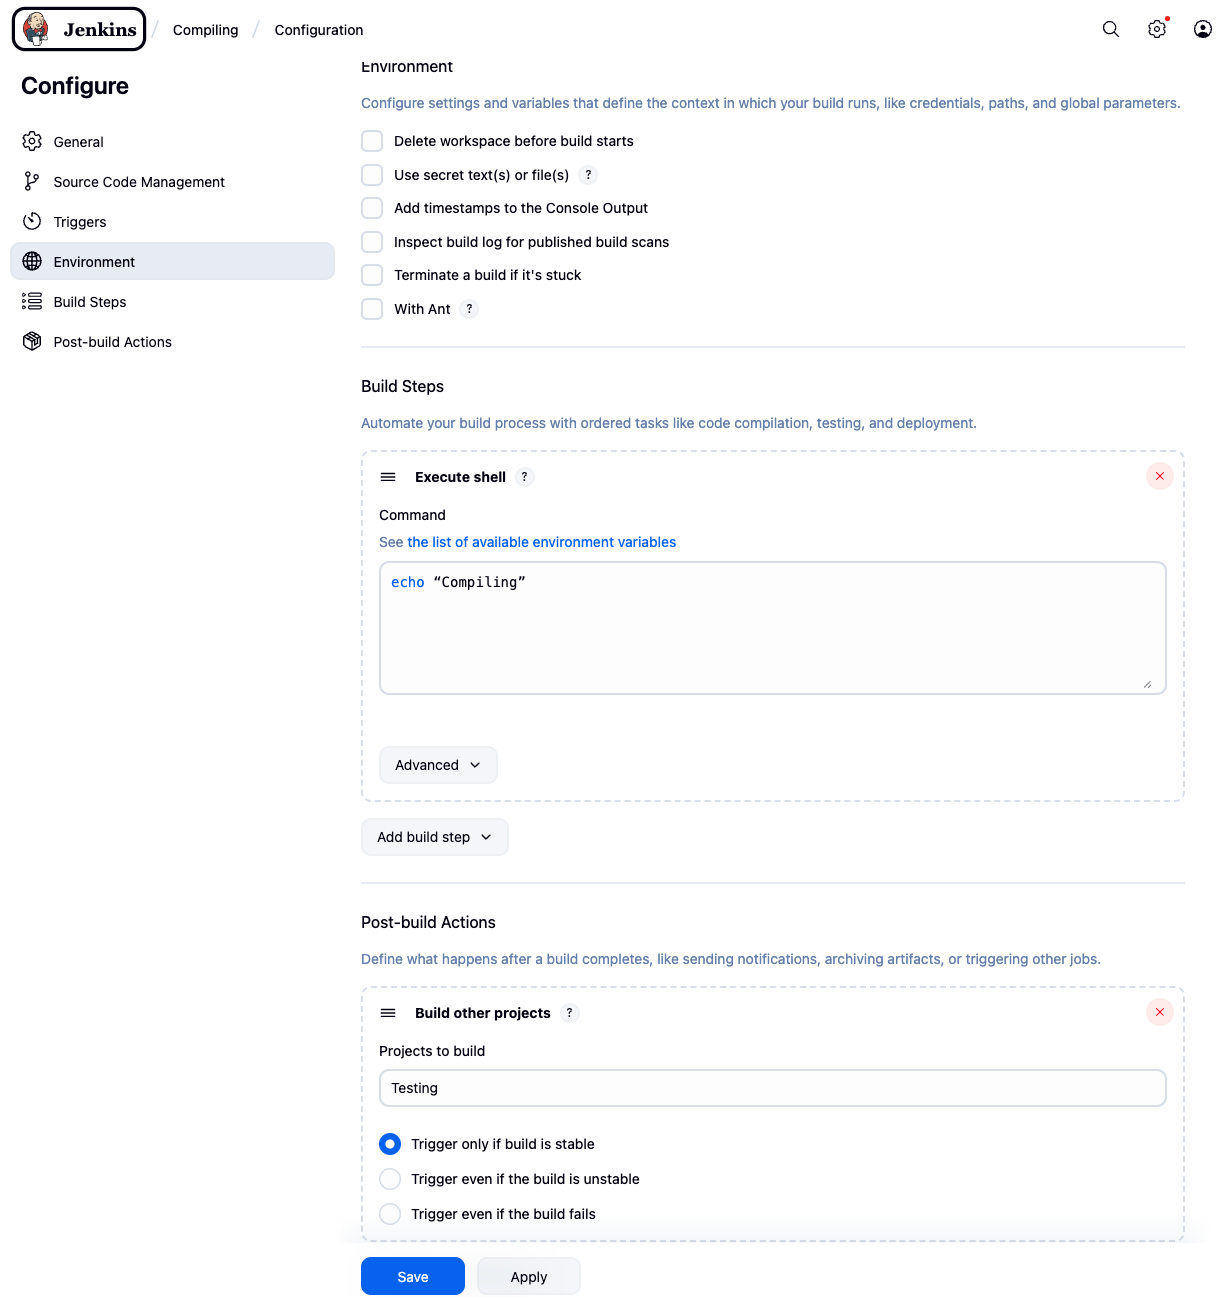 Jenkins / Compiling / Configuration
Configure
General
Source Code Management
Triggers
Environment
Build Steps
Post-build Actions
Environment
Configure settings and variables that define the context in which your build runs, like credentials, paths, and global parameters.
Delete workspace before build starts
Use secret text(s) or file(s) ?
Add timestamps to the Console Output
Inspect build log for published build scans
Terminate a build if it's stuck
With Ant ?
Build Steps
Automate your build process with ordered tasks like code compilation, testing, and deployment.
Execute shell ?
Command
See the list of available environment variables
echo “Compiling”
Advanced
Add build step
Post-build Actions
Define what happens after a build completes, like sending notifications, archiving artifacts, or triggering other jobs.
Build other projects ?
Projects to build
Testing
Trigger only if build is stable
Trigger even if the build is unstable
Trigger even if the build fails
Save Apply